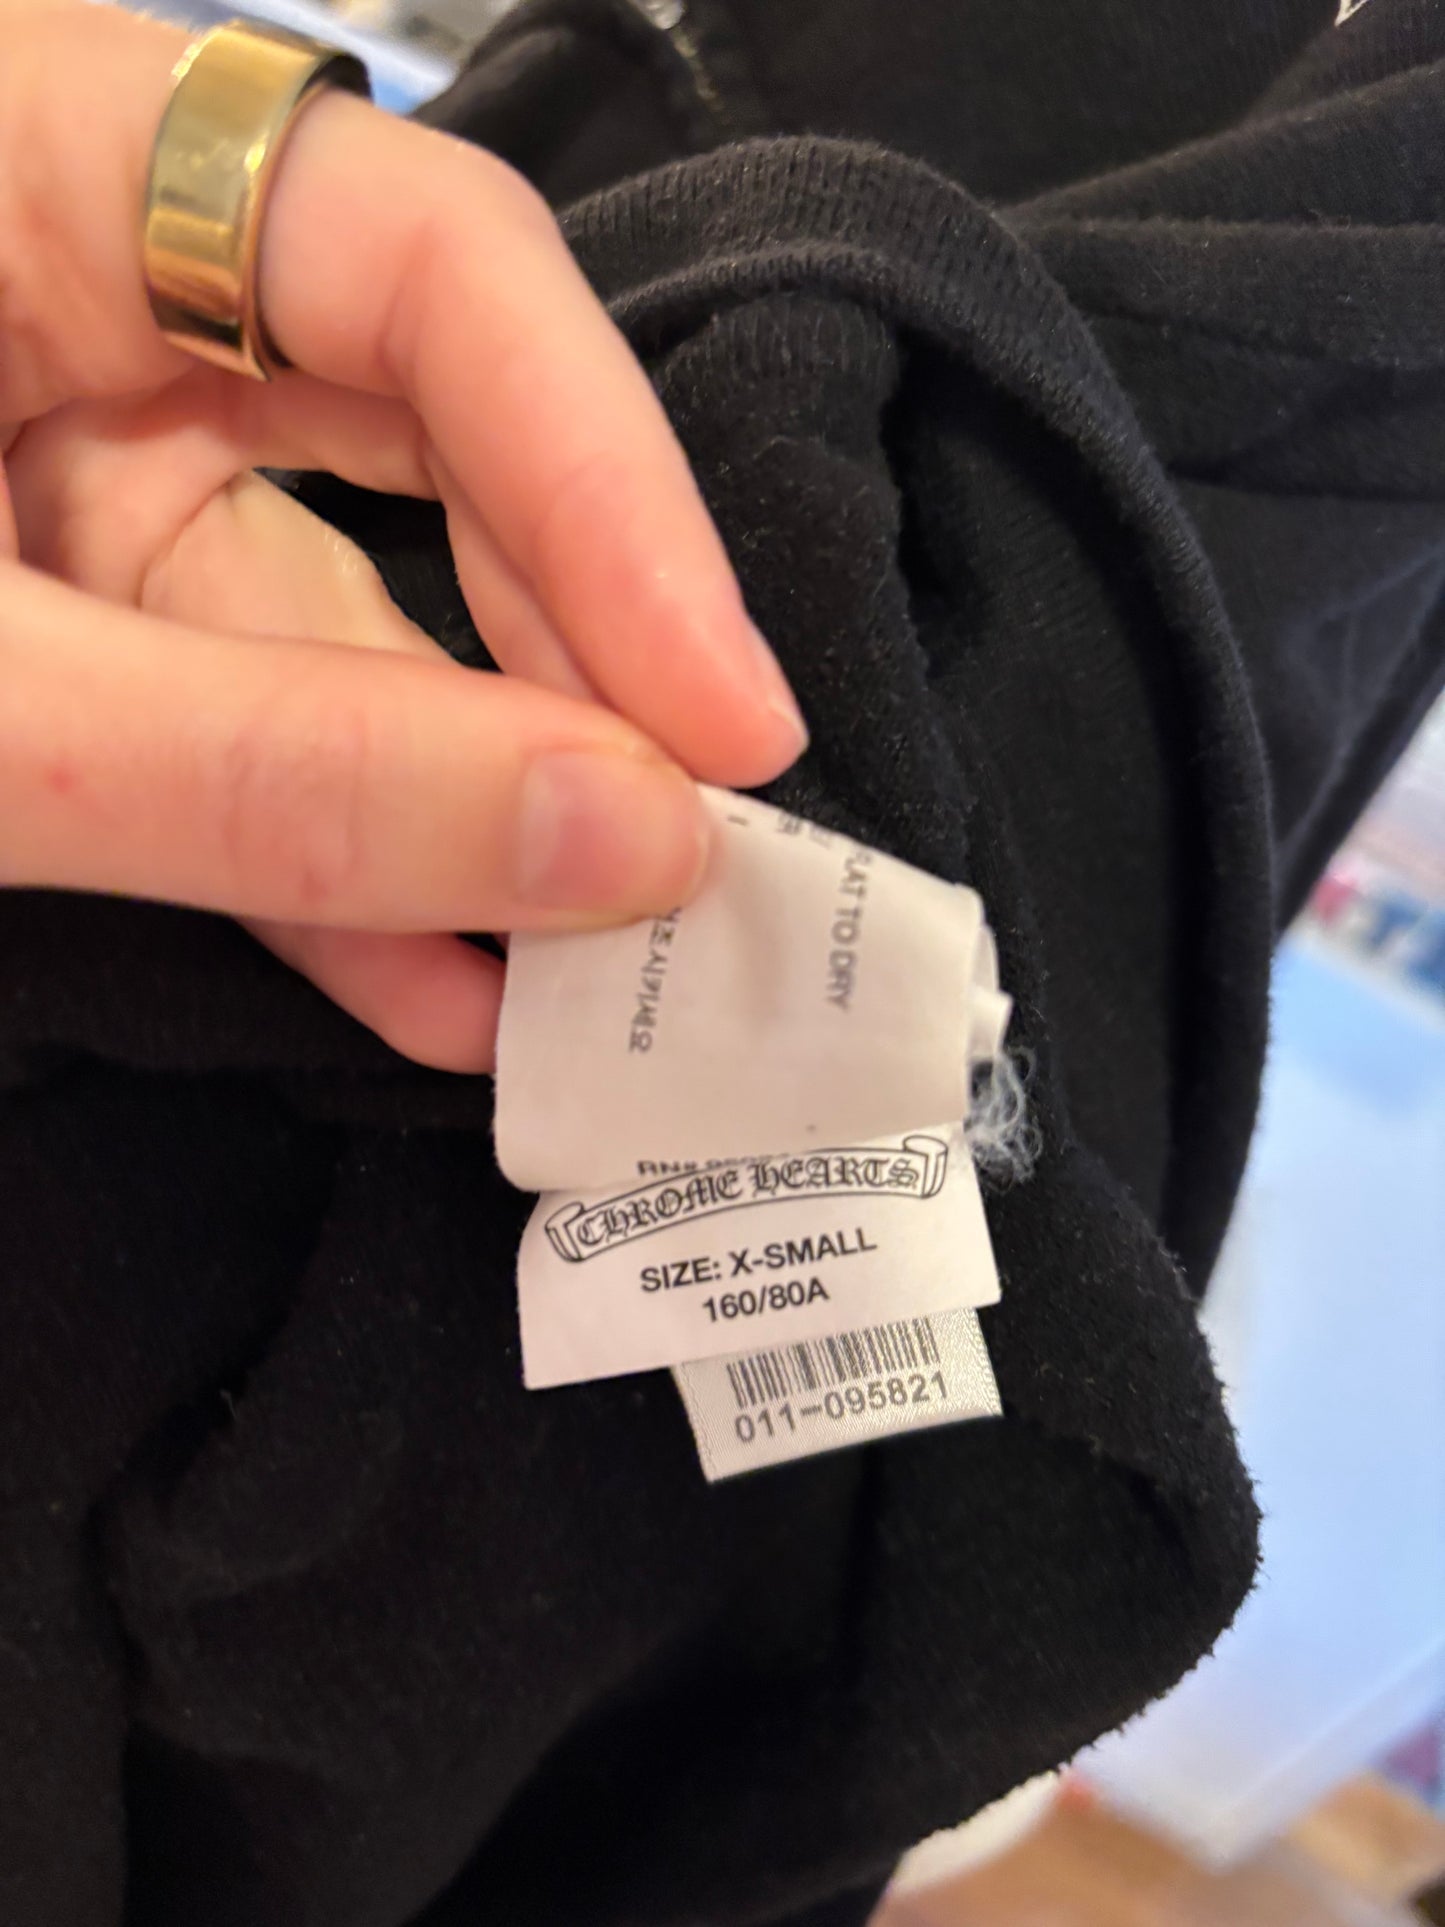 FLAT TO DRY
CHROME HEARTS
SIZE: X-SMALL
160/80A
011-095821